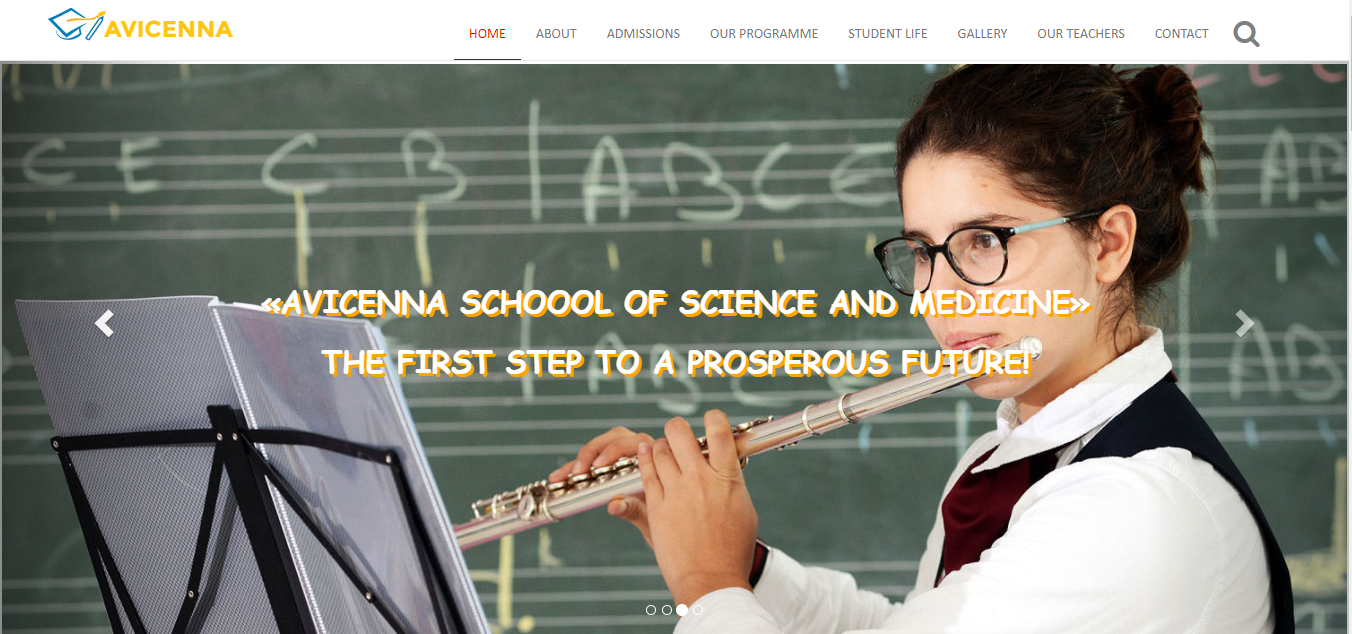 AVICENNA
HOME ABOUT ADMISSIONS OUR PROGRAMME STUDENT LIFE GALLERY OUR TEACHERS CONTACT
C E C B | A B C E A B
«AVICENNA SCHOOOL OF SCIENCE AND MEDICINE»
THE FIRST STEP TO A PROSPEROUS FUTURE!